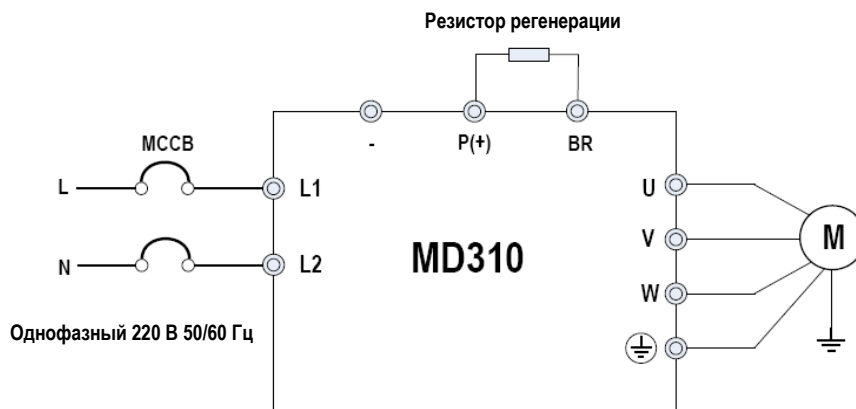 Резистор регенерации
-
P(+)
BR
MCCB
L
L1
N
L2
MD310
U
V
W
M
Однофазный 220 В 50/60 Гц